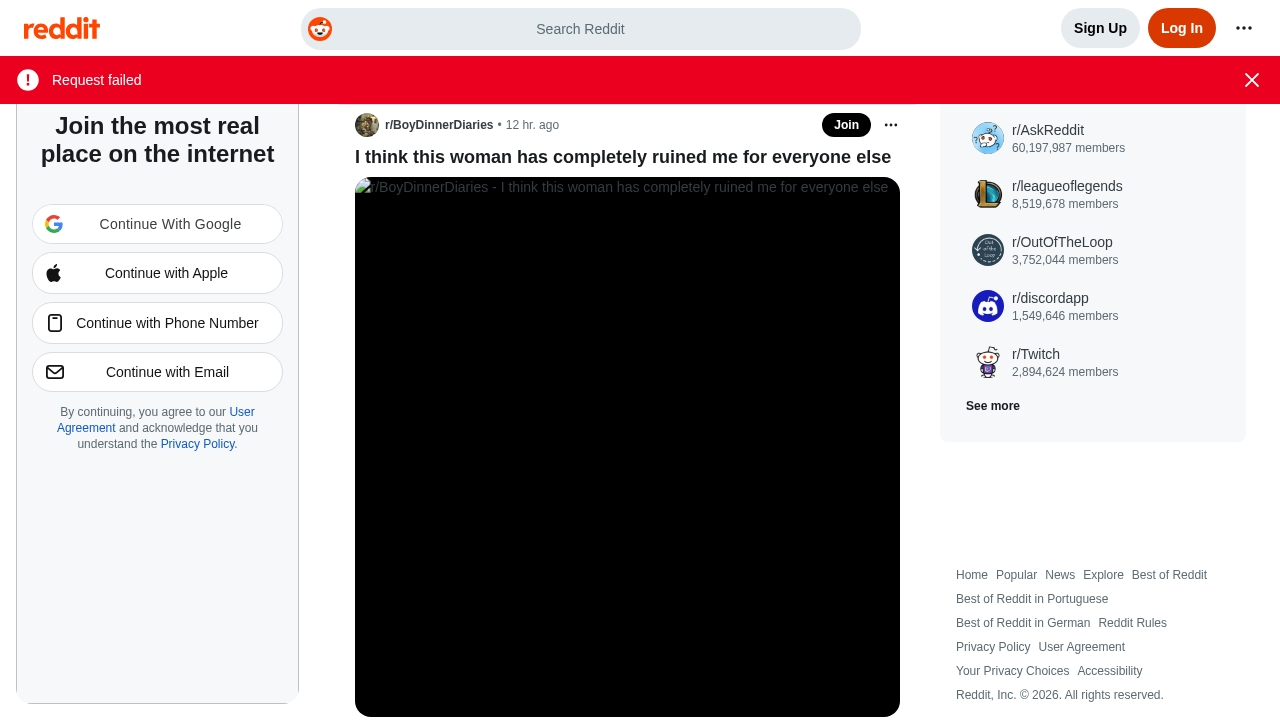 reddit
Search Reddit
Sign Up
Log In
Request failed
Join the most real
place on the internet
Continue With Google
Continue with Apple
Continue with Phone Number
Continue with Email
By continuing, you agree to our User
Agreement and acknowledge that you
understand the Privacy Policy.
r/BoyDinnerDiaries • 12 hr. ago
Join
I think this woman has completely ruined me for everyone else
r/BoyDinnerDiaries - I think this woman has completely ruined me for everyone else
r/AskReddit
60,197,987 members
r/leagueoflegends
8,519,678 members
Out
of the
Loop
r/OutOfTheLoop
3,752,044 members
r/discordapp
1,549,646 members
r/Twitch
2,894,624 members
See more
Home Popular News Explore Best of Reddit
Best of Reddit in Portuguese
Best of Reddit in German Reddit Rules
Privacy Policy User Agreement
Your Privacy Choices Accessibility
Reddit, Inc. © 2026. All rights reserved.